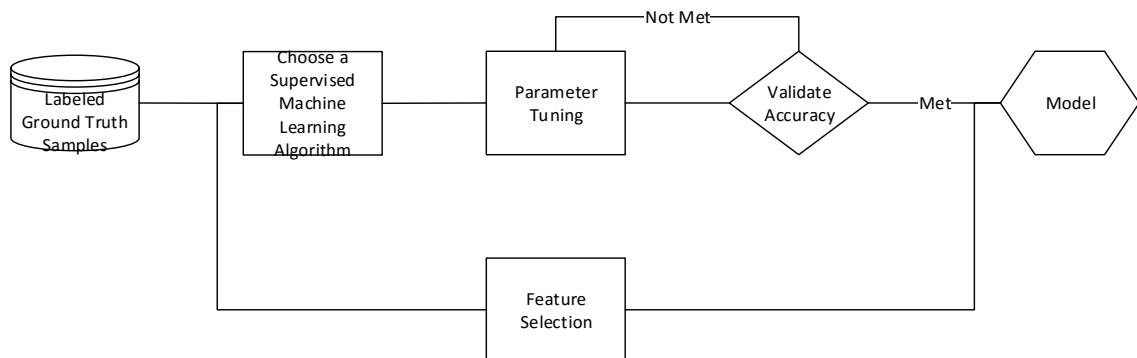 Not Met
Labeled
Ground Truth
Samples
Choose a
Supervised
Machine
Learning
Algorithm
Parameter
Tuning
Validate
Accuracy
Met
Model
Feature
Selection